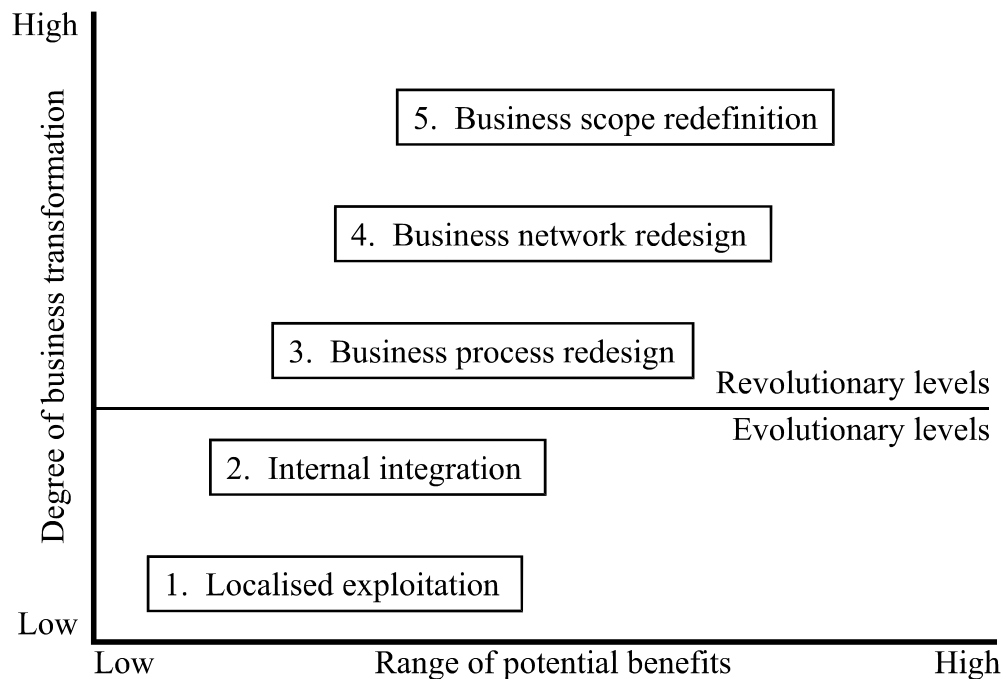 High
Degree of business transformation
5. Business scope redefinition
4. Business network redesign
3. Business process redesign
Revolutionary levels
Evolutionary levels
2. Internal integration
1. Localised exploitation
Low
Low
Range of potential benefits
High